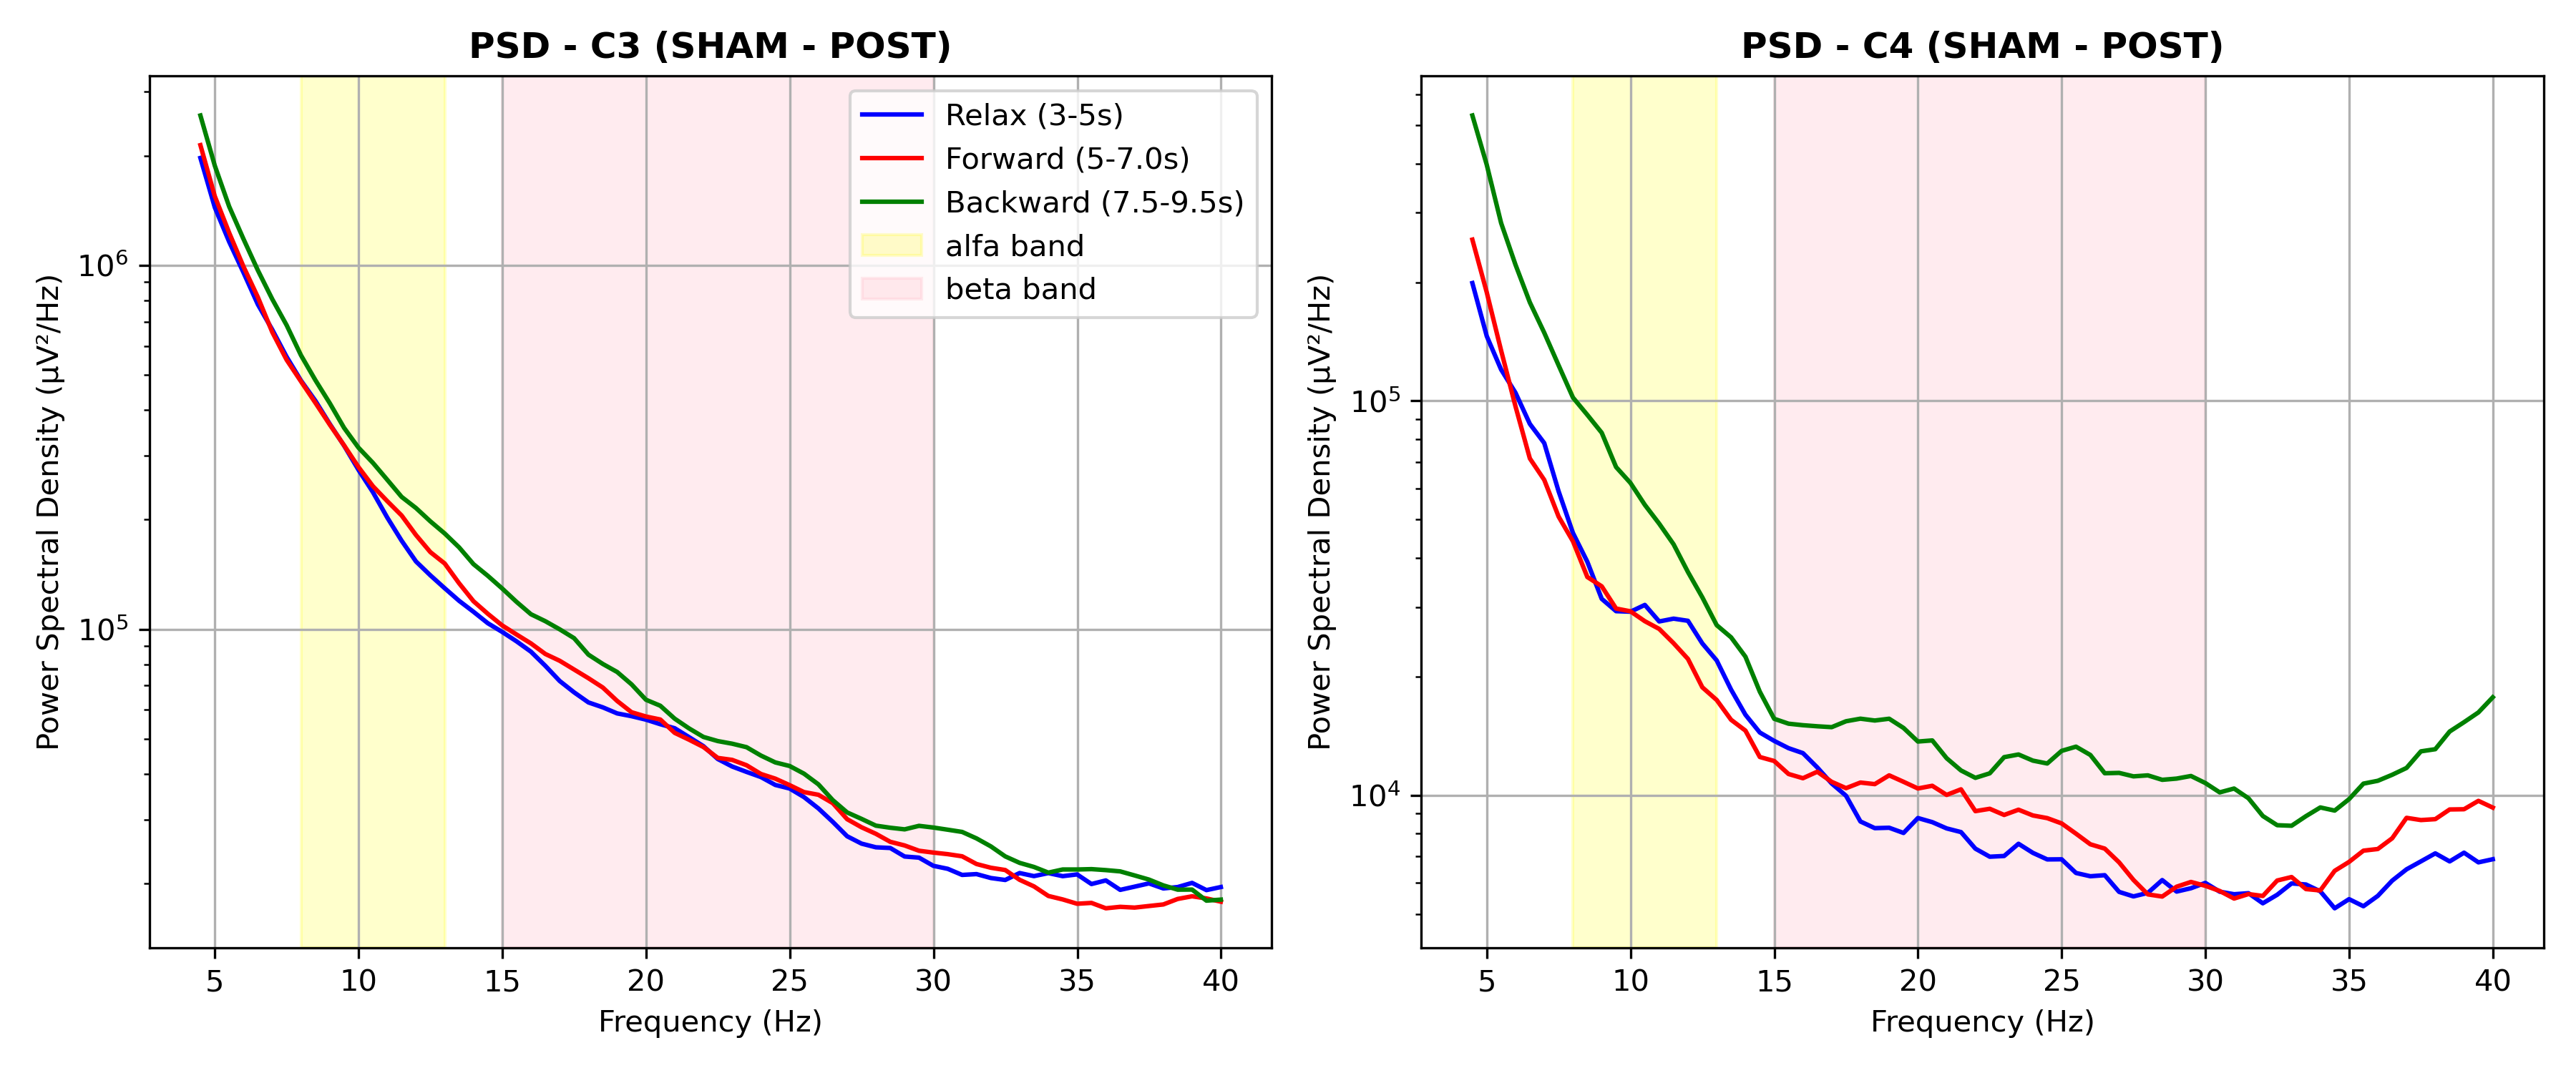 PSD - C3 (SHAM - POST)
Power Spectral Density (µV²/Hz)
10⁶
10⁵
Relax (3-5s)
Forward (5-7.0s)
Backward (7.5-9.5s)
alfa band
beta band
5 10 15 20 25 30 35 40
Frequency (Hz)
PSD - C4 (SHAM - POST)
Power Spectral Density (µV²/Hz)
10⁵
10⁴
5 10 15 20 25 30 35 40
Frequency (Hz)